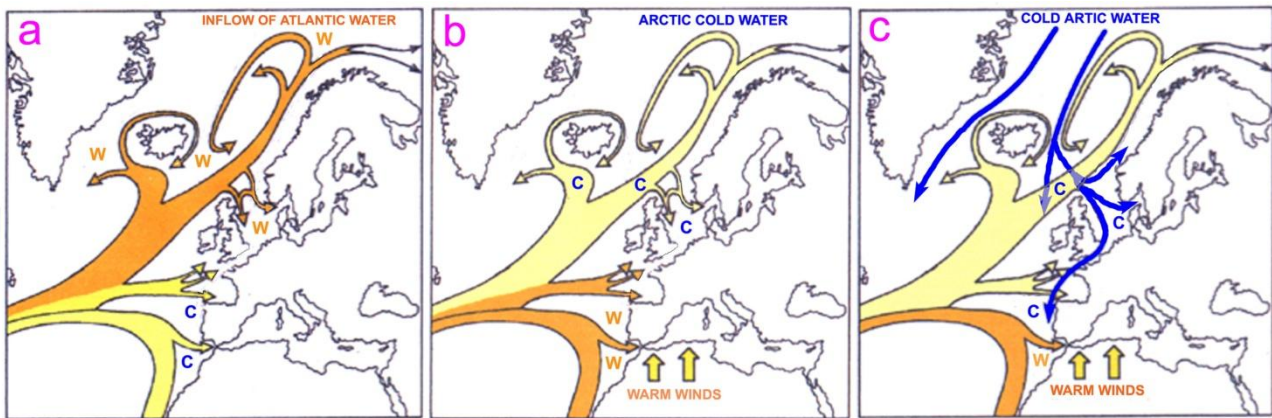 a
INFLOW OF ATLANTIC WATER
W
W
W
W
C
C
b
ARCTIC COLD WATER
C
C
C
W
W
WARM WINDS
c
COLD ARTIC WATER
C
C
C
W
WARM WINDS